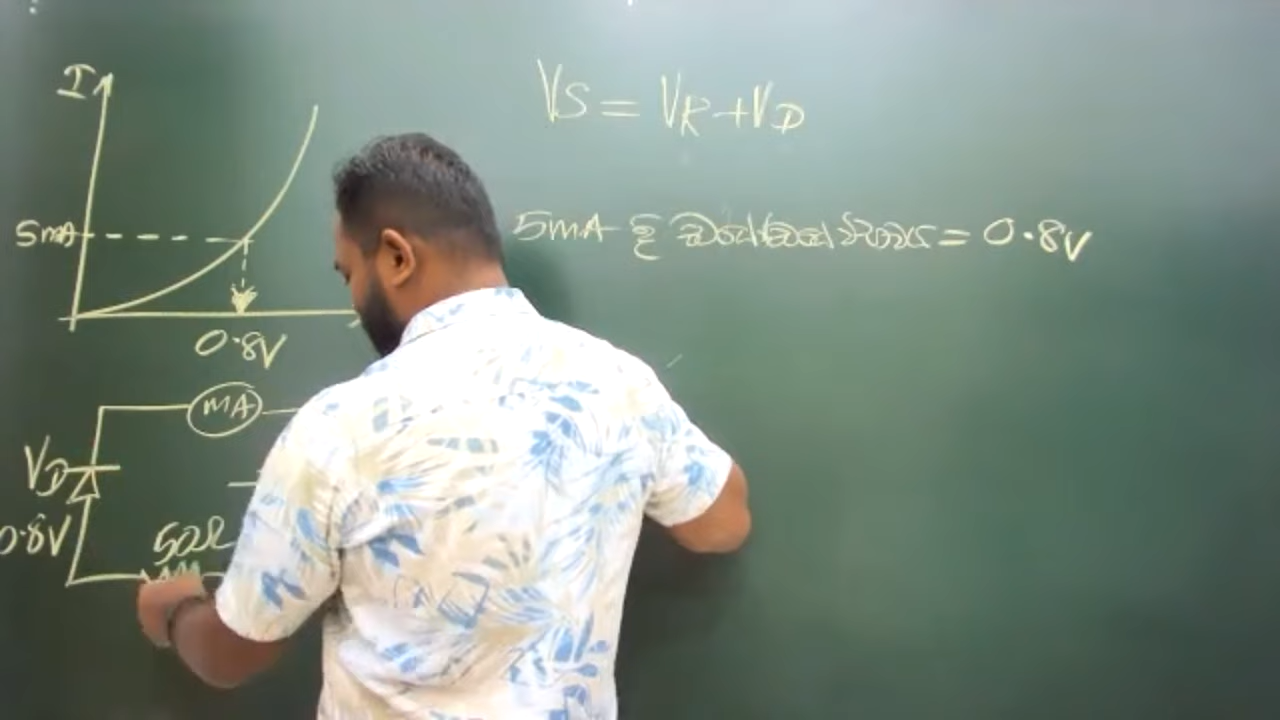 I
5mA
0.8V
mA
VD
0.8V
50Ω
VS = VR + VD
5mA = 0.8V